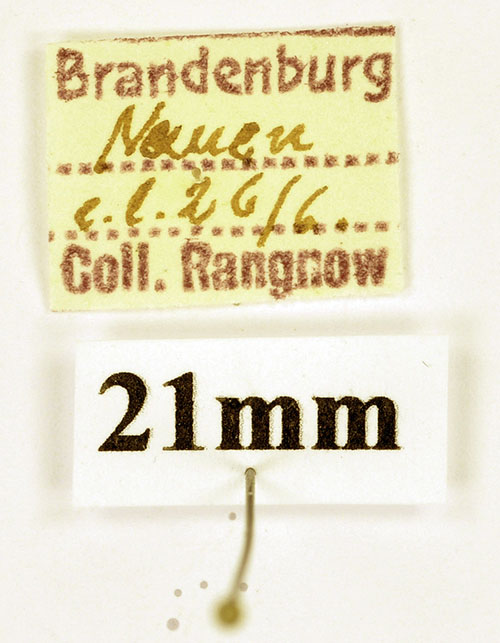 Brandenburg
Nauen
e.l. 26/6.
Coll. Rangnow
21mm